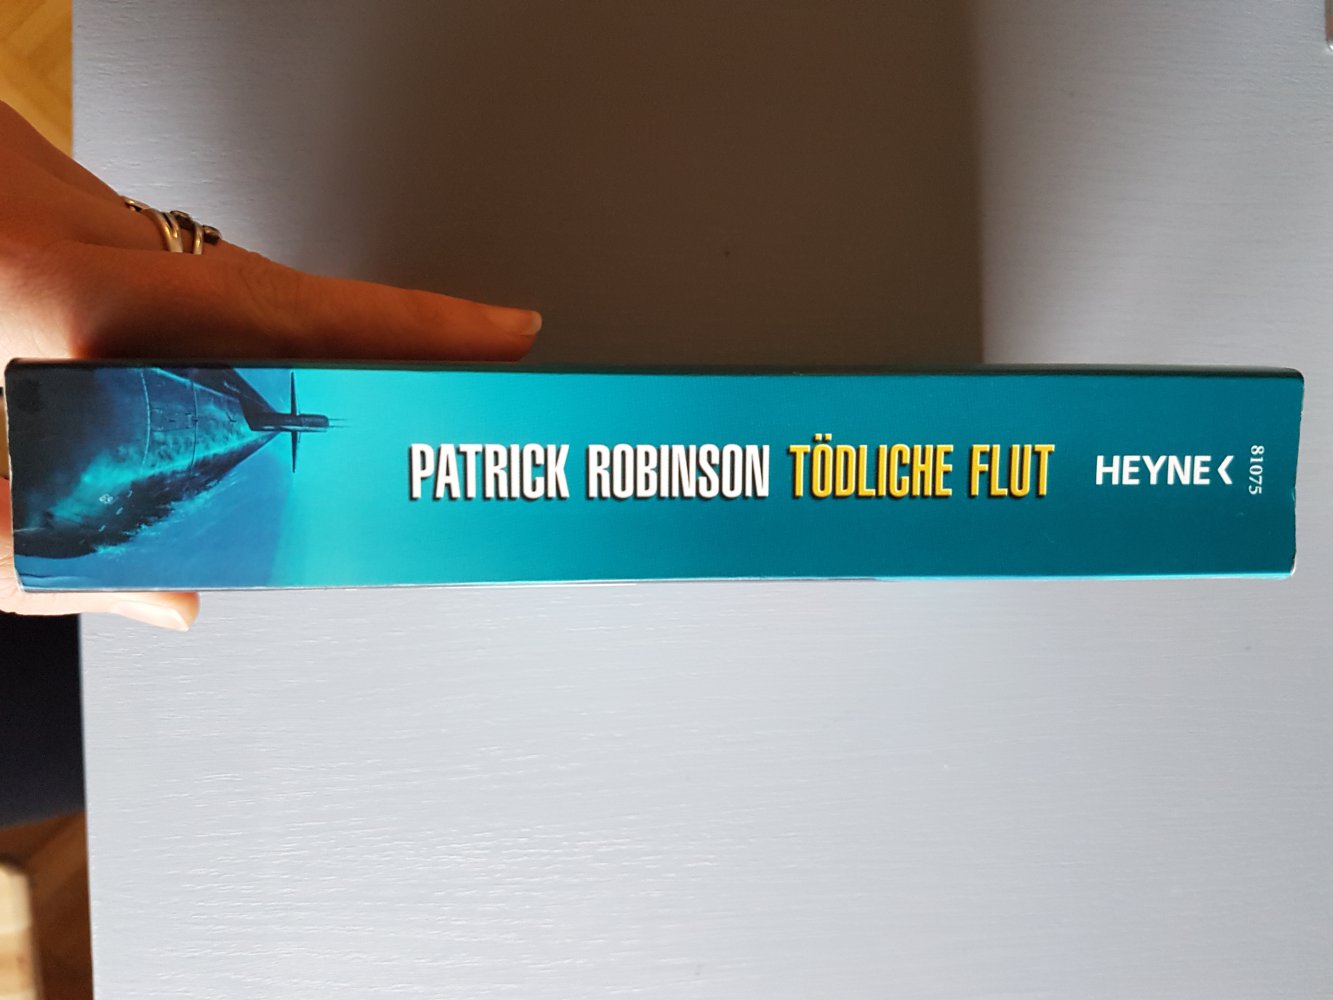 PATRICK ROBINSON TÖDLICHE FLUT
HEYNE
81075